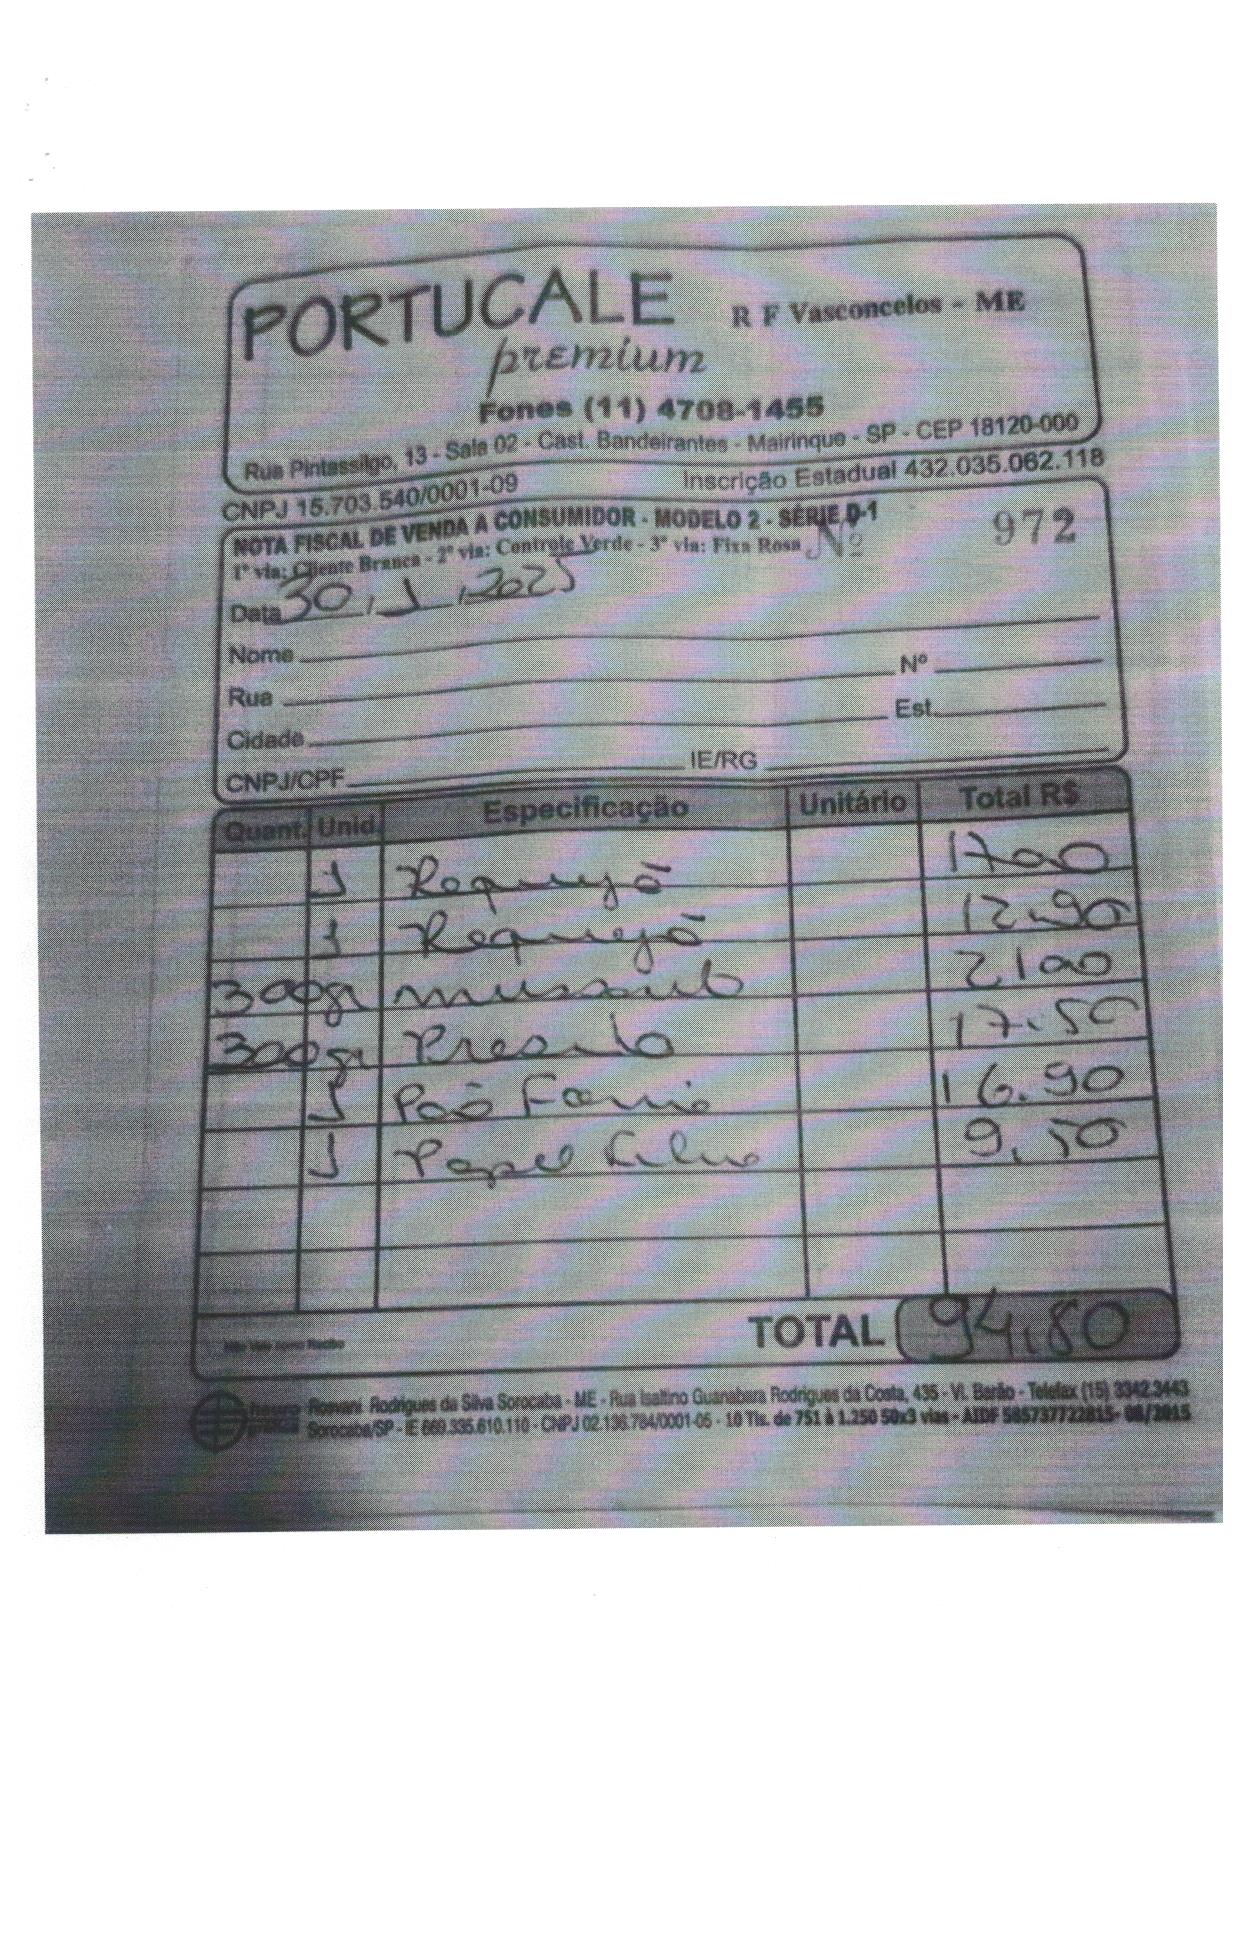 PORTUCALE
premium
R F Vasconcelos - ME
Fones (11) 4708-1455
Rua Pintassilgo, 13 - Sala 02 - Cast. Bandeirantes - Mairinque - SP - CEP 18120-000
CNPJ 15.703.540/0001-09 Inscrição Estadual 432.035.062.118
NOTA FISCAL DE VENDA A CONSUMIDOR - MODELO 2 - SÉRIE D-1
1ª via: Cliente Branca - 2ª via: Controle Verde - 3ª via: Fixa Rosa Nº 972
Data 30 / 1 / 2025
Nome
Rua Nº
Cidade Est.
CNPJ/CPF IE/RG
Quant. Unid. Especificação Unitário Total R$
1 Requeijão 17,00
1 Requeijão 12,90
300gr 21,00
300gr Presunto 17,50
1 Pão 16,90
1 Papel 9,50
TOTAL 94,80
Não Vale como Recibo
Rosvani Rodrigues da Silva Sorocaba - ME - Rua Isaltino Guanabara Rodrigues da Costa, 435 - Vl. Barão - Telefax (15) 3342.3443
Sorocaba/SP - IE 669.335.610.110 - CNPJ 02.136.784/0001-05 - 10 Tls. de 751 à 1.250 50x3 vias - AIDF 585737722815 - 08/2015